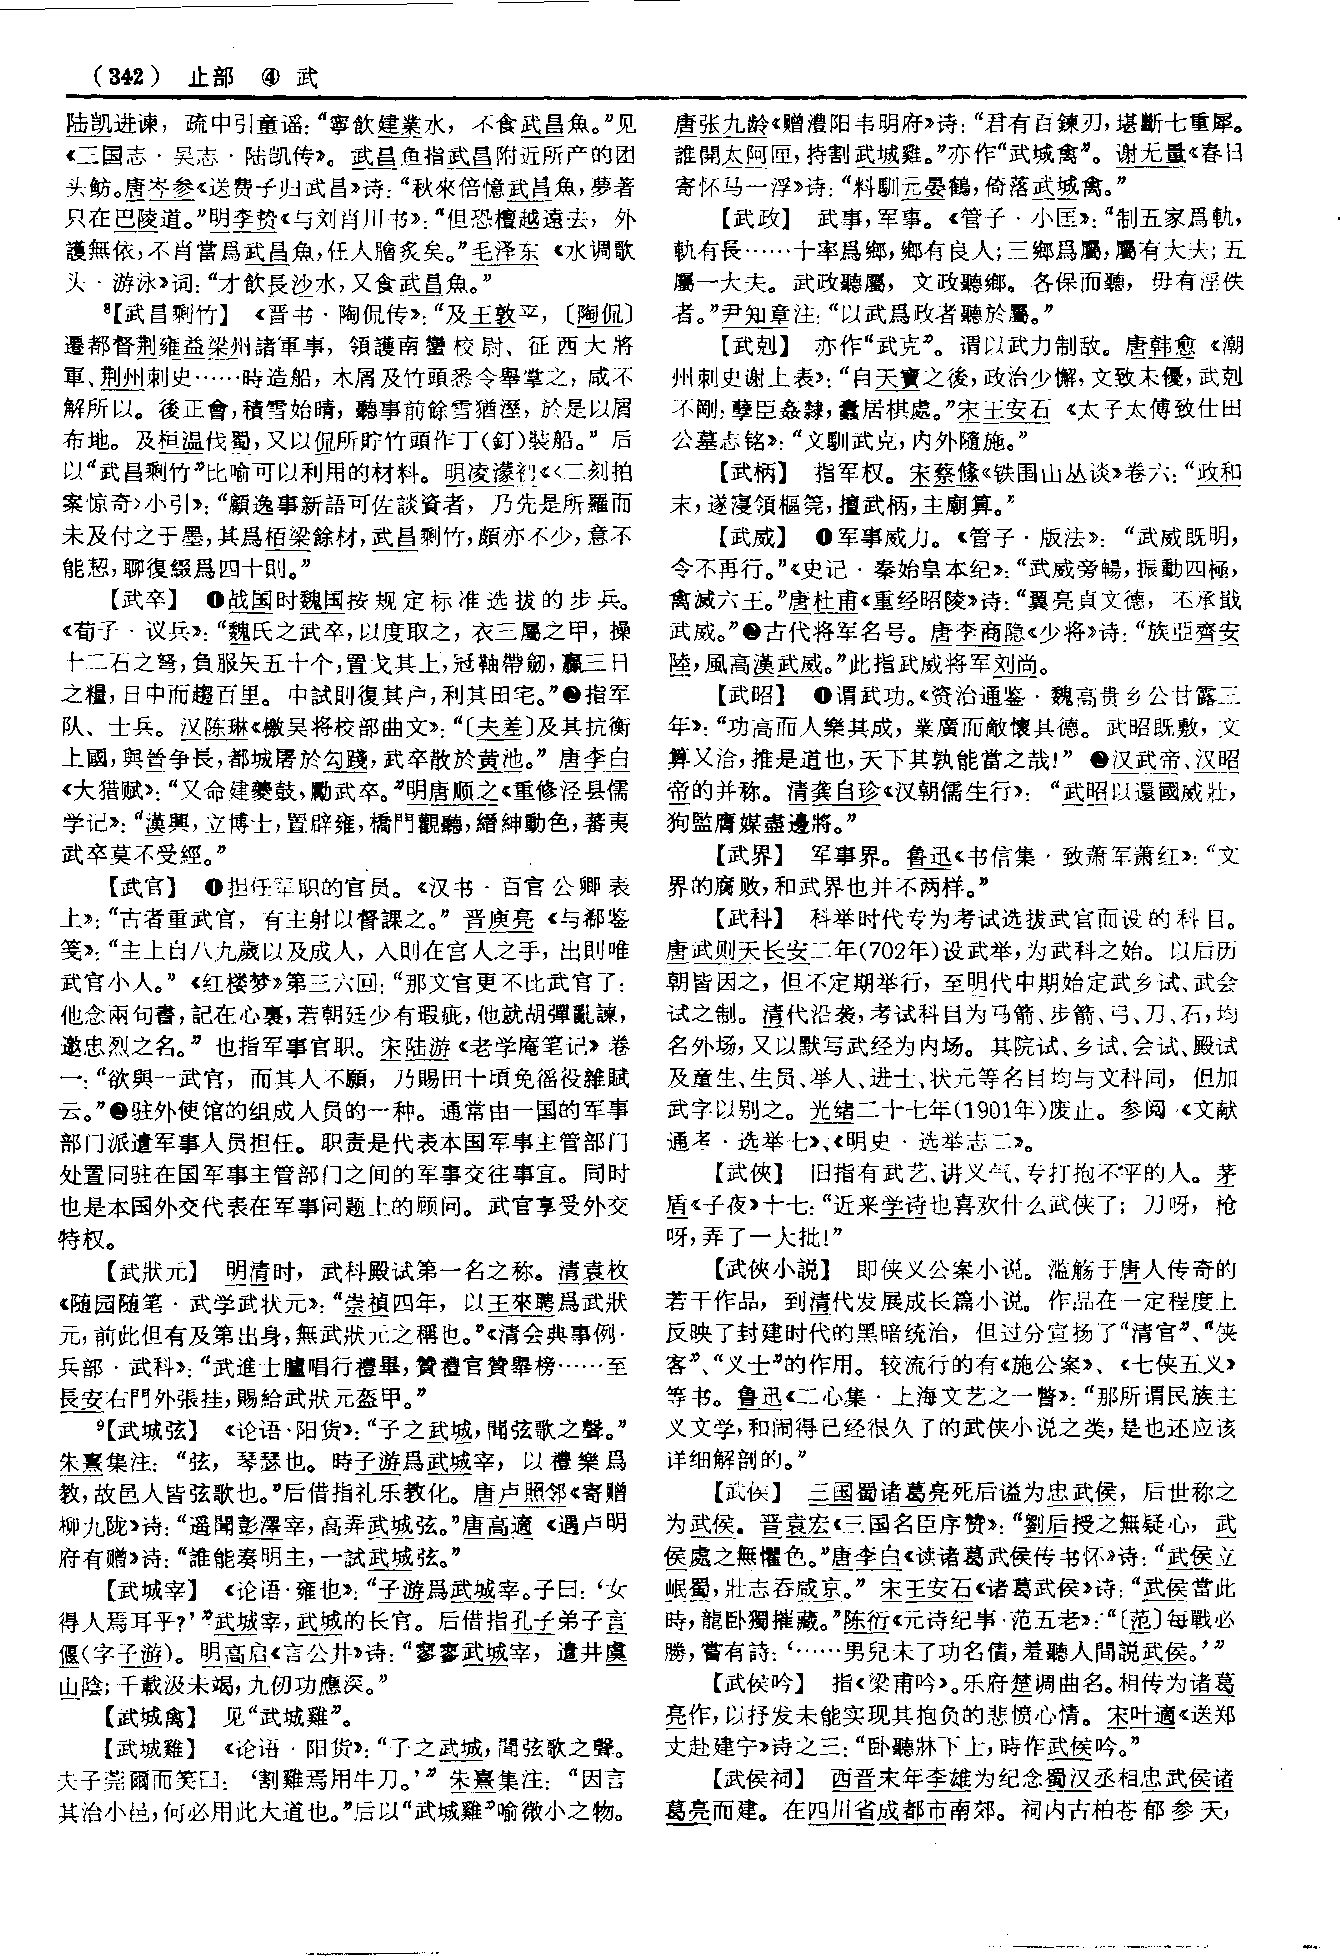 （342） 止部 ④ 武
陆凯进谏，疏中引童谣：“寧飲建業水，不食武昌魚。”见
《三国志·吴志·陆凯传》。武昌鱼指武昌附近所产的团
头鲂。唐岑参《送费子归武昌》诗：“秋來倍憶武昌魚，夢著
只在巴陵道。”明李贽《与刘肖川书》：“但恐檀越遠去，外
護無依，不肖當爲武昌魚，任人膾炙矣。”毛泽东《水调歌
头·游泳》词：“才飲長沙水，又食武昌魚。”
8【武昌剩竹】 《晋书·陶侃传》：“及王敦平，〔陶侃〕
遷都督荆雍益梁州諸軍事，領護南蠻校尉、征西大將
軍、荆州刺史……時造船，木屑及竹頭悉令舉掌之，咸不
解所以。後正會，積雪始晴，聽事前餘雪猶溼，於是以屑
布地。及桓温伐蜀，又以侃所貯竹頭作丁（釘）裝船。”后
以“武昌剩竹”比喻可以利用的材料。明凌濛初《〈二刻拍
案惊奇〉小引》：“顧逸事新語可佐談資者，乃先是所羅而
未及付之于墨，其爲栢梁餘材，武昌剩竹，頗亦不少，意不
能恝，聊復綴爲四十則。”
【武卒】 ❶战国时魏国按规定标准选拔的步兵。
《荀子·议兵》：“魏氏之武卒，以度取之，衣三屬之甲，操
十二石之弩，負服矢五十个，置戈其上，冠軸帶劒，贏三日
之糧，日中而趨百里。中試則復其户，利其田宅。”❷指军
队、士兵。汉陈琳《檄吴将校部曲文》：“〔夫差〕及其抗衡
上國，與晉争長，都城屠於勾踐，武卒散於黄池。”唐李白
《大猎赋》：“又命建夔鼓，勵武卒。”明唐顺之《重修泾县儒
学记》：“漢興，立博士，置辟雍，橋門觀聽，縉紳動色，蕃夷
武卒莫不受經。”
【武官】 ❶担任军职的官员。《汉书·百官公卿表
上》：“古者重武官，有主射以督課之。”晋庾亮《与郗鉴
笺》：“主上自八九歲以及成人，入則在宫人之手，出則唯
武官小人。”《红楼梦》第三六回：“那文官更不比武官了：
他念兩句書，記在心裏，若朝廷少有瑕疵，他就胡彈亂諫，
邀忠烈之名。”也指军事官职。宋陆游《老学庵笔记》卷
一：“欲與一武官，而其人不願，乃賜田十頃免徭役雜賦
云。”❷驻外使馆的组成人员的一种。通常由一国的军事
部门派遣军事人员担任。职责是代表本国军事主管部门
处置同驻在国军事主管部门之间的军事交往事宜。同时
也是本国外交代表在军事问题上的顾问。武官享受外交
特权。
【武狀元】 明清时，武科殿试第一名之称。清袁枚
《随园随笔·武学武状元》：“崇禎四年，以王來聘爲武狀
元，前此但有及第出身，無武狀元之稱也。”《清会典事例·
兵部·武科》：“武進士臚唱行禮畢，贊禮官贊舉榜……至
長安右門外張挂，賜給武狀元盔甲。”
9【武城弦】 《论语·阳货》：“子之武城，聞弦歌之聲。”
朱熹集注：“弦，琴瑟也。時子游爲武城宰，以禮樂爲
教，故邑人皆弦歌也。”后借指礼乐教化。唐卢照邻《寄赠
柳九陇》诗：“遥聞彭澤宰，高弄武城弦。”唐高適《遇卢明
府有赠》诗：“誰能奏明主，一試武城弦。”
【武城宰】 《论语·雍也》：“子游爲武城宰。子曰：‘女
得人焉耳乎？’”武城宰，武城的长官。后借指孔子弟子言
偃（字子游）。明高启《言公井》诗：“寥寥武城宰，遺井虞
山陰；千載汲未竭，九仞功應深。”
【武城禽】 见“武城雞”。
【武城雞】 《论语·阳货》：“子之武城，聞弦歌之聲。
夫子莞爾而笑曰：‘割雞焉用牛刀。’”朱熹集注：“因言
其治小邑，何必用此大道也。”后以“武城雞”喻微小之物。
唐张九龄《赠澧阳韦明府》诗：“君有百鍊刃，堪斷七重犀。
誰開太阿匣，持割武城雞。”亦作“武城禽”。谢无量《春日
寄怀马一浮》诗：“料馴元晏鶴，倚落武城禽。”
【武政】 武事，军事。《管子·小匡》：“制五家爲軌，
軌有長……十率爲鄉，鄉有良人；三鄉爲屬，屬有大夫；五
屬一大夫。武政聽屬，文政聽鄉。各保而聽，毋有淫佚
者。”尹知章注：“以武爲政者聽於屬。”
【武剋】 亦作“武克”。谓以武力制敌。唐韩愈《潮
州刺史谢上表》：“自天寶之後，政治少懈，文致未優，武剋
不剛；孽臣姦隸，蠹居棋處。”宋王安石《太子太傅致仕田
公墓志铭》：“文馴武克，内外隨施。”
【武柄】 指军权。宋蔡絛《铁围山丛谈》卷六：“政和
末，遂寖領樞筦，擅武柄，主廟算。”
【武威】 ❶军事威力。《管子·版法》：“武威既明，
令不再行。”《史记·秦始皇本纪》：“武威旁暢，振動四極，
禽滅六王。”唐杜甫《重经昭陵》诗：“翼亮貞文德，丕承戢
武威。”❷古代将军名号。唐李商隐《少将》诗：“族亞齊安
陸，風高漢武威。”此指武威将军刘尚。
【武昭】 ❶谓武功。《资治通鉴·魏高贵乡公甘露三
年》：“功高而人樂其成，業廣而敵懷其德。武昭既敷，文
算又洽，推是道也，天下其孰能當之哉！”❷汉武帝、汉昭
帝的并称。清龚自珍《汉朝儒生行》：“武昭以還國威壯，
狗監膺媒盡邊將。”
【武界】 军事界。鲁迅《书信集·致萧军萧红》：“文
界的腐败，和武界也并不两样。”
【武科】 科举时代专为考试选拔武官而设的科目。
唐武则天长安二年（702年）设武举，为武科之始。以后历
朝皆因之，但不定期举行，至明代中期始定武乡试、武会
试之制。清代沿袭，考试科目为马箭、步箭、弓、刀、石，均
名外场，又以默写武经为内场。其院试、乡试、会试、殿试
及童生、生员、举人、进士、状元等名目均与文科同，但加
武字以别之。光绪二十七年（1901年）废止。参阅《文献
通考·选举七》、《明史·选举志二》。
【武俠】 旧指有武艺、讲义气、专打抱不平的人。茅
盾《子夜》十七：“近来学诗也喜欢什么武侠了；刀呀，枪
呀，弄了一大批！”
【武俠小説】 即侠义公案小说。滥觞于唐人传奇的
若干作品，到清代发展成长篇小说。作品在一定程度上
反映了封建时代的黑暗统治，但过分宣扬了“清官”、“侠
客”、“义士”的作用。较流行的有《施公案》、《七侠五义》
等书。鲁迅《二心集·上海文艺之一瞥》：“那所谓民族主
义文学，和闹得已经很久了的武侠小说之类，是也还应该
详细解剖的。”
【武侯】 三国蜀诸葛亮死后谥为忠武侯，后世称之
为武侯。晋袁宏《三国名臣序赞》：“劉后授之無疑心，武
侯處之無懼色。”唐李白《读诸葛武侯传书怀》诗：“武侯立
岷蜀，壯志吞咸京。”宋王安石《诸葛武侯》诗：“武侯當此
時，龍卧獨摧藏。”陈衍《元诗纪事·范五老》：“〔范〕每戰必
勝，嘗有詩：‘……男兒未了功名債，羞聽人間説武侯。’”
【武侯吟】 指《梁甫吟》。乐府楚调曲名。相传为诸葛
亮作，以抒发未能实现其抱负的悲愤心情。宋叶適《送郑
丈赴建宁》诗之三：“卧聽牀下上，時作武侯吟。”
【武侯祠】 西晋末年李雄为纪念蜀汉丞相忠武侯诸
葛亮而建。在四川省成都市南郊。祠内古柏苍郁参天，